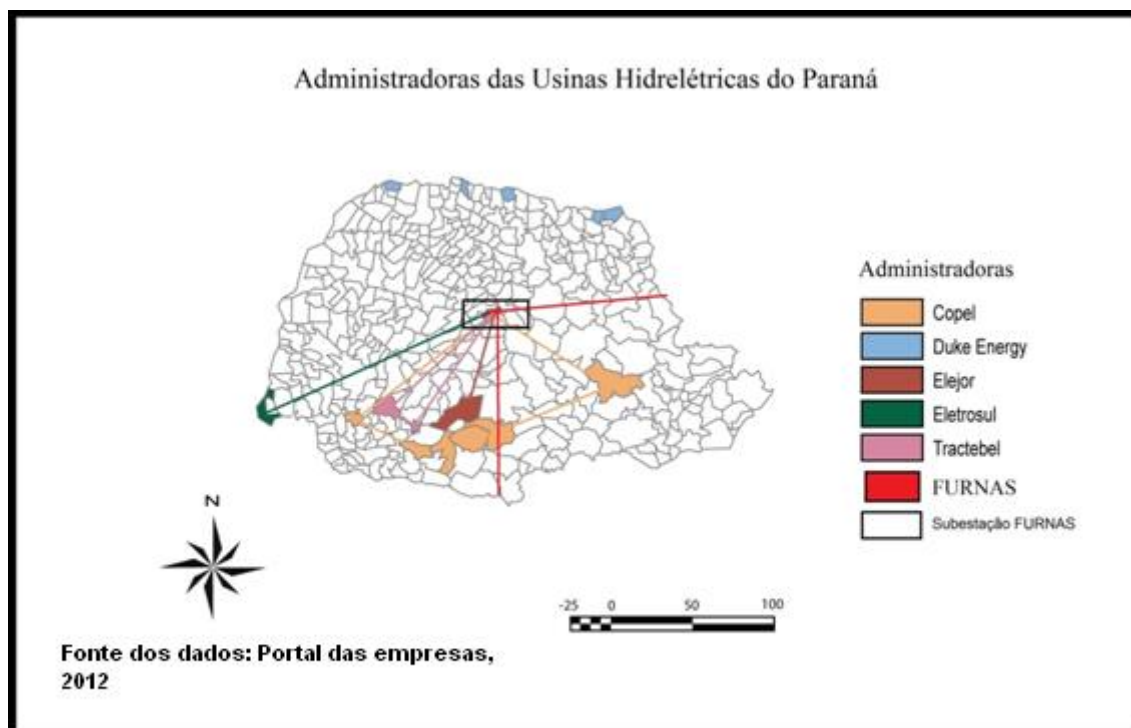 Administradoras das Usinas Hidrelétricas do Paraná
Administradoras
Copel
Duke Energy
Elejor
Eletrosul
Tractebel
FURNAS
Subestação FURNAS
N
-25 0 50 100
Fonte dos dados: Portal das empresas,
2012